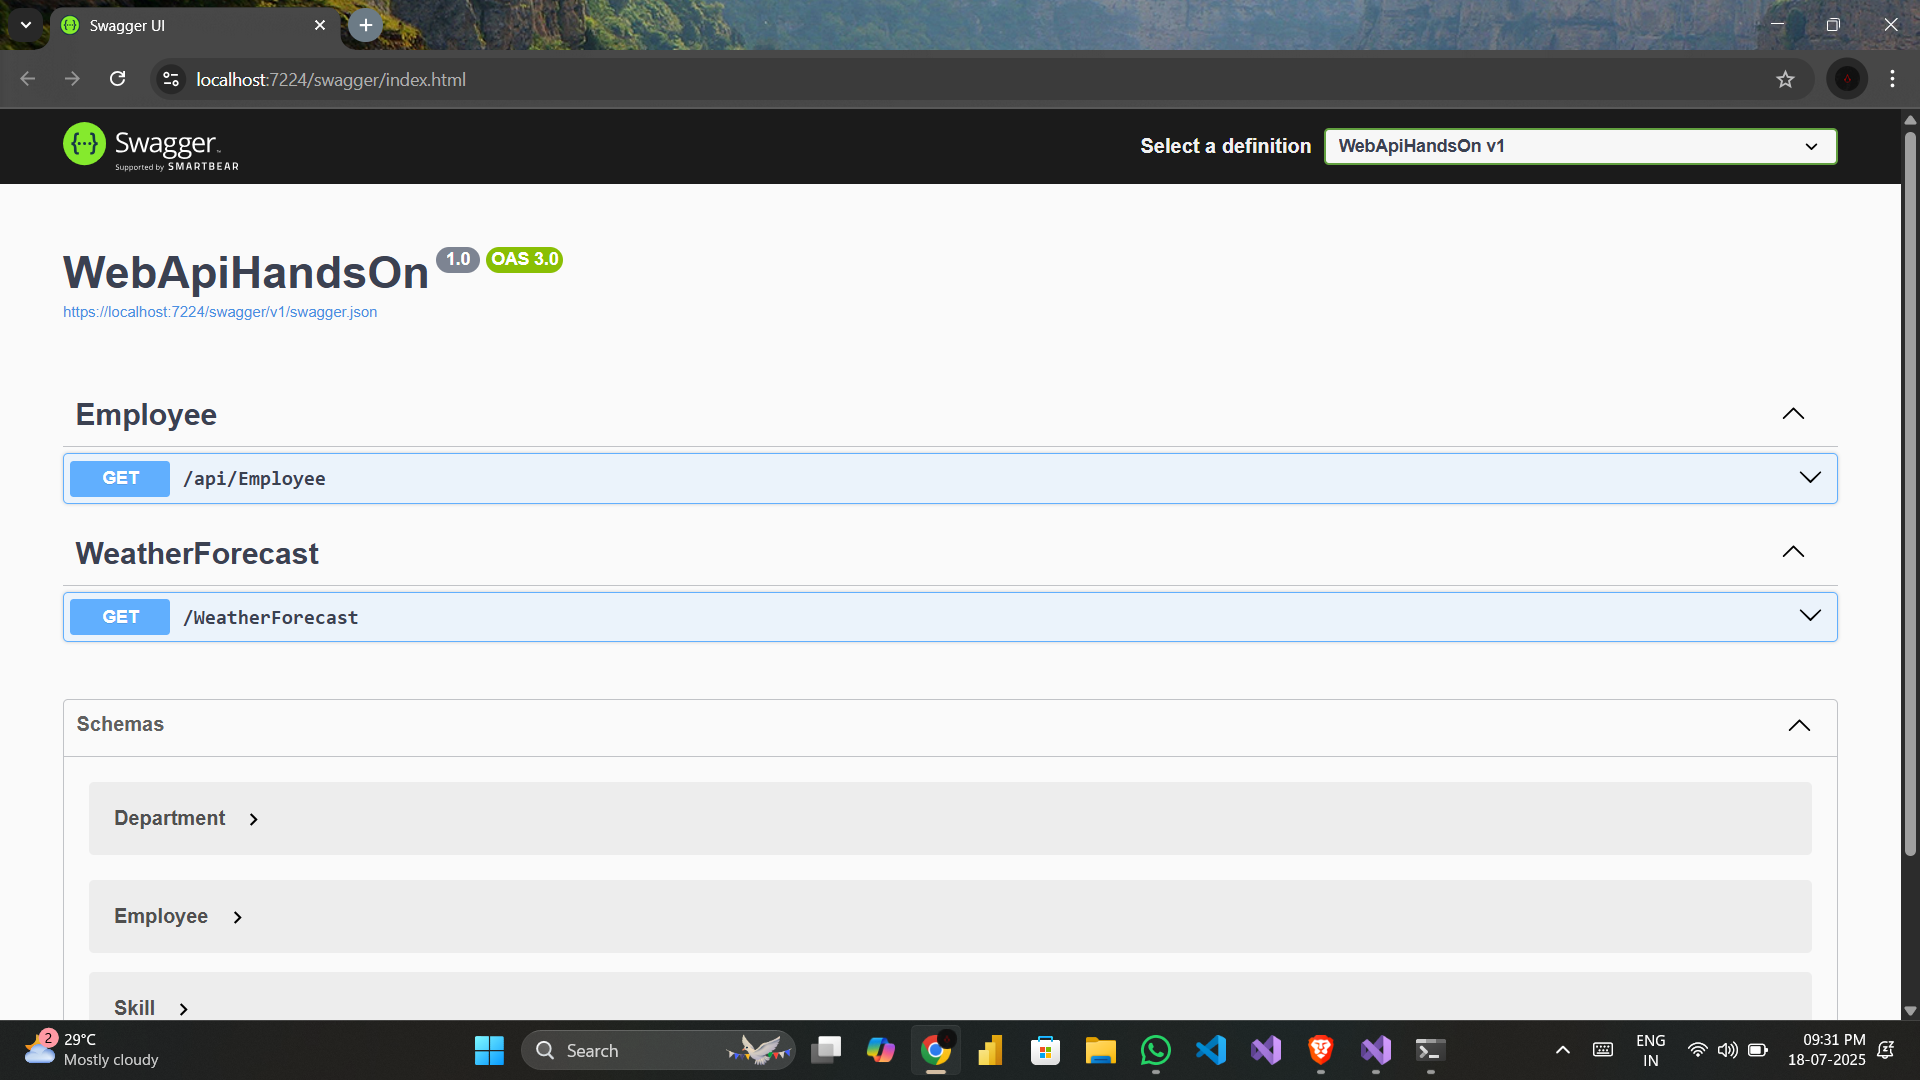 Swagger UI
localhost:7224/swagger/index.html
Swagger
Supported by SMARTBEAR
Select a definition
WebApiHandsOn v1
WebApiHandsOn 1.0 OAS 3.0
https://localhost:7224/swagger/v1/swagger.json
Employee
GET /api/Employee
WeatherForecast
GET /WeatherForecast
Schemas
Department
Employee
Skill
2
29°C
Mostly cloudy
Search
ENG
IN
09:31 PM
18-07-2025